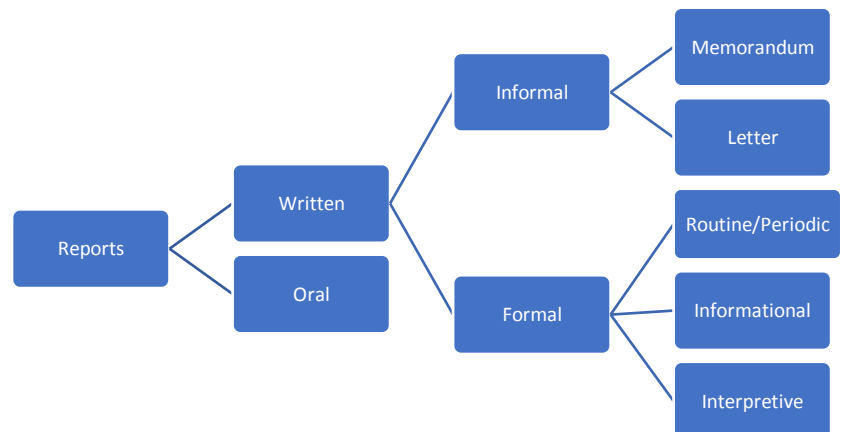 Reports
Written
Oral
Informal
Formal
Memorandum
Letter
Routine/Periodic
Informational
Interpretive